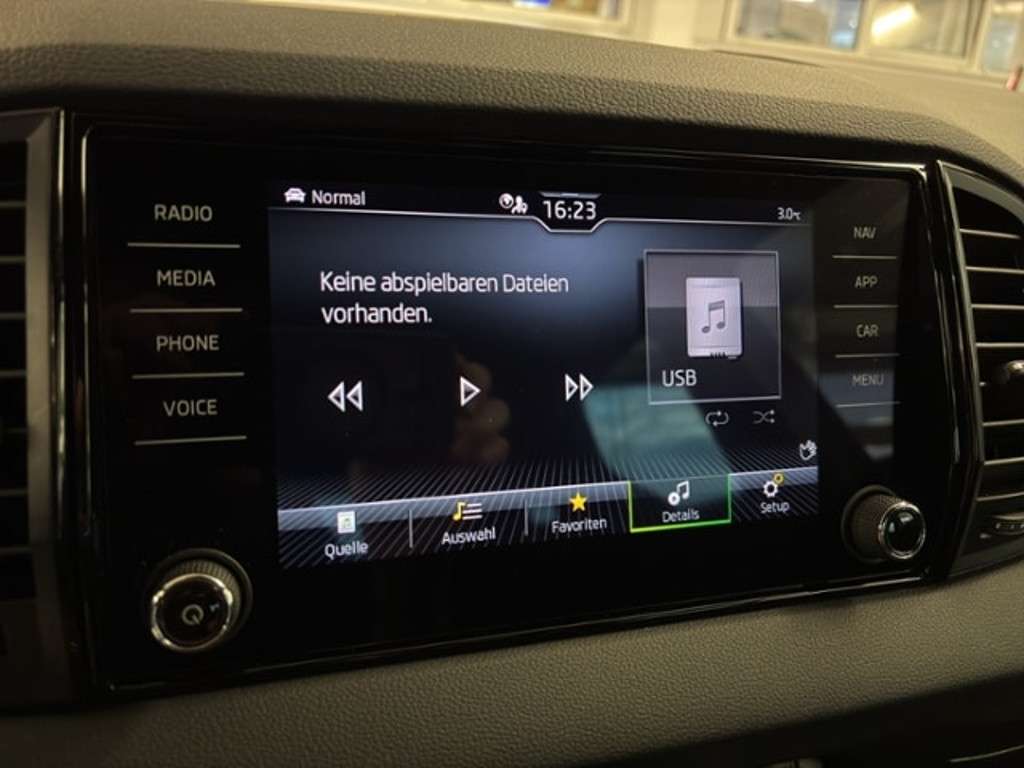 Normal
16:23
3.0°C
RADIO
MEDIA
PHONE
VOICE
Keine abspielbaren Dateien
vorhanden.
USB
NAV
APP
CAR
MENU
Quelle
Auswahl
Favoriten
Details
Setup